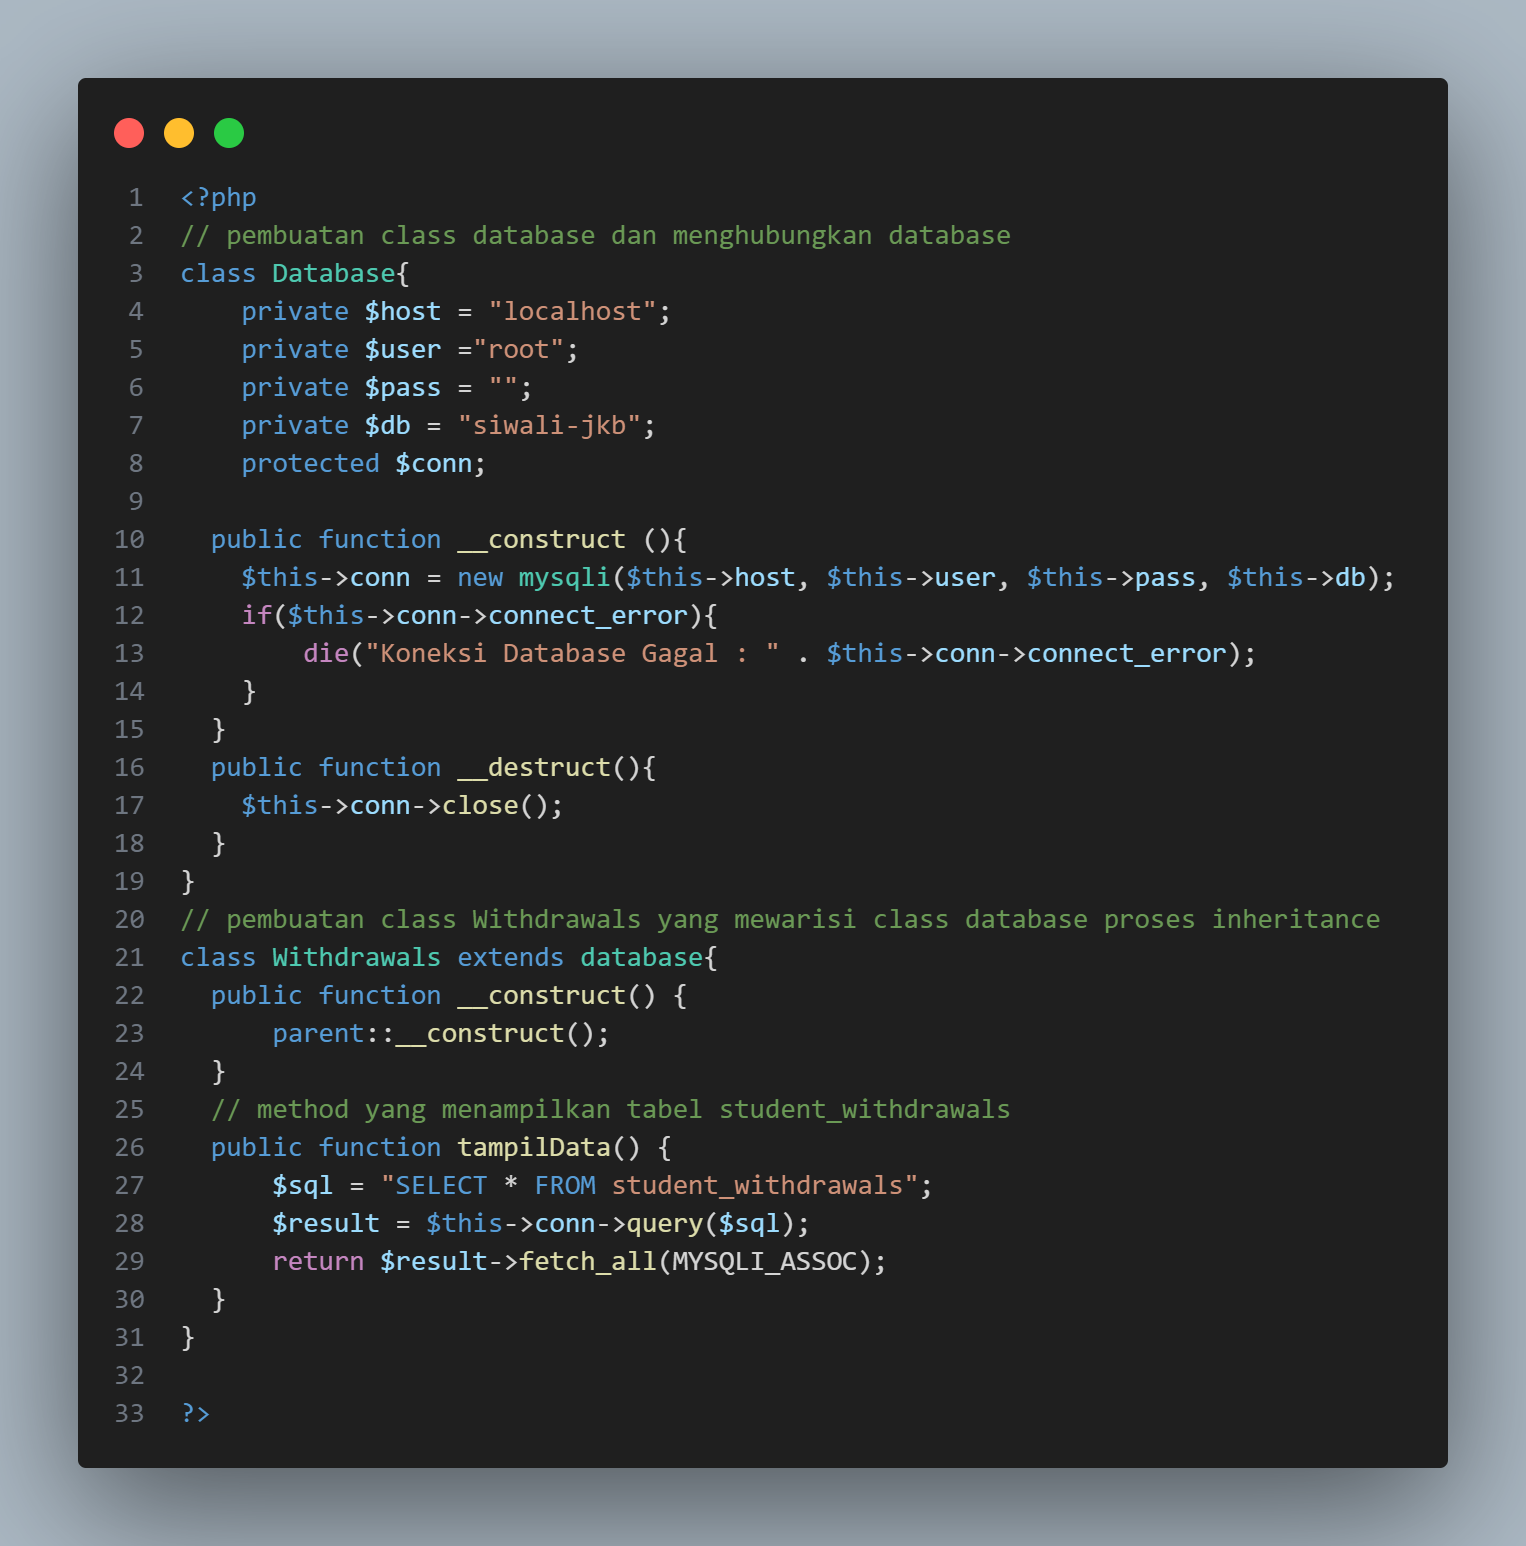 1 <?php
2 // pembuatan class database dan menghubungkan database
3 class Database{
4     private $host = "localhost";
5     private $user ="root";
6     private $pass = "";
7     private $db = "siwali-jkb";
8     protected $conn;
9
10   public function __construct (){
11     $this->conn = new mysqli($this->host, $this->user, $this->pass, $this->db);
12     if($this->conn->connect_error){
13         die("Koneksi Database Gagal : " . $this->conn->connect_error);
14     }
15   }
16   public function __destruct(){
17     $this->conn->close();
18   }
19 }
20 // pembuatan class Withdrawals yang mewarisi class database proses inheritance
21 class Withdrawals extends database{
22   public function __construct() {
23       parent::__construct();
24   }
25   // method yang menampilkan tabel student_withdrawals
26   public function tampilData() {
27       $sql = "SELECT * FROM student_withdrawals";
28       $result = $this->conn->query($sql);
29       return $result->fetch_all(MYSQLI_ASSOC);
30   }
31 }
32
33 ?>